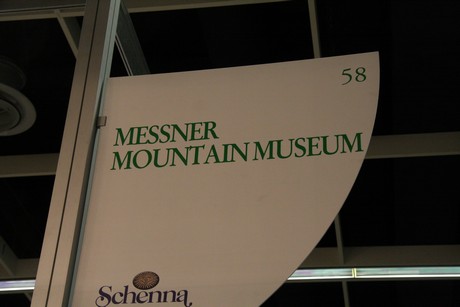 58
MESSNER
MOUNTAIN MUSEUM
Schenna